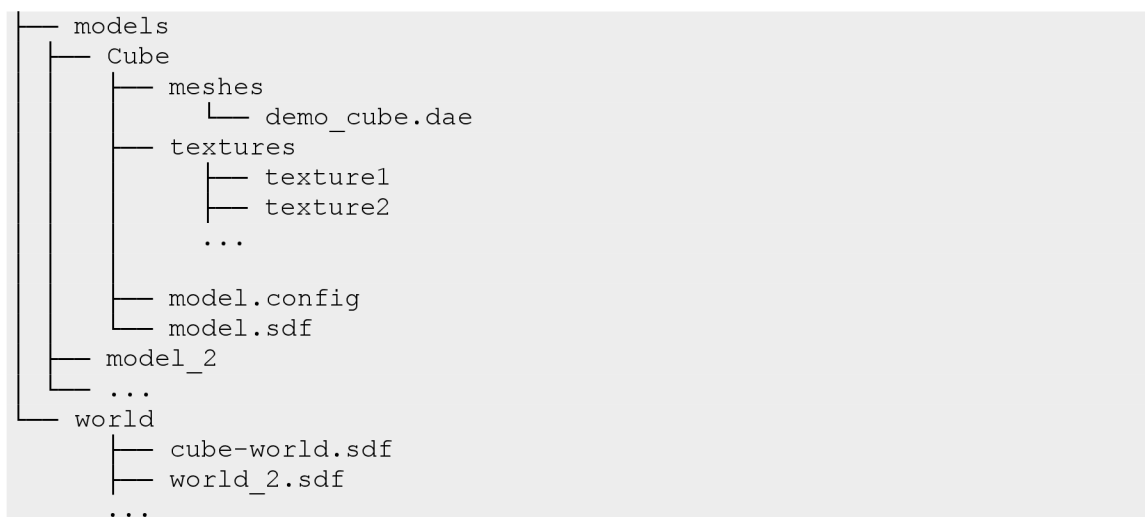 ├── models
│ ├── Cube
│ │ ├── meshes
│ │ │ └── demo_cube.dae
│ │ ├── textures
│ │ │ ├── texture1
│ │ │ ├── texture2
│ │ │ ...
│ │ ├── model.config
│ │ └── model.sdf
│ ├── model_2
│ └── ...
└── world
├── cube-world.sdf
├── world_2.sdf
...